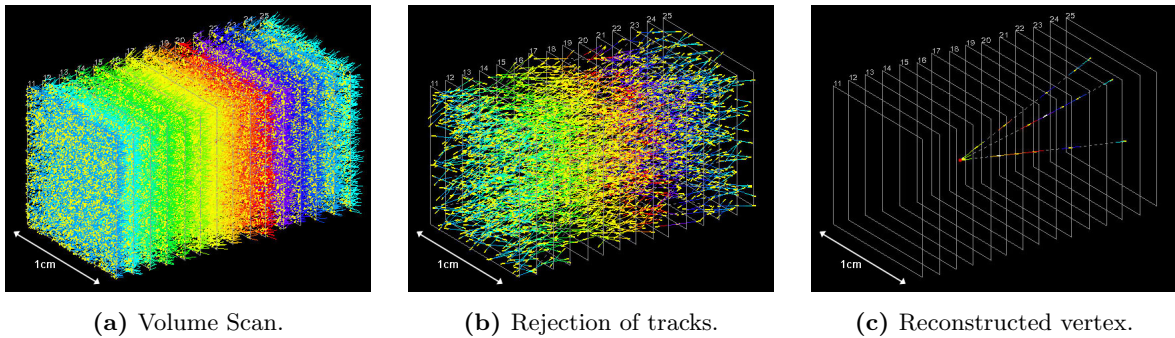 11 12 13 14 15 16 17 18 19 20 21 22 23 24 25
1cm
11 12 13 14 15 16 17 18 19 20 21 22 23 24 25
1cm
11 12 13 14 15 16 17 18 19 20 21 22 23 24 25
1cm
(a) Volume Scan.
(b) Rejection of tracks.
(c) Reconstructed vertex.